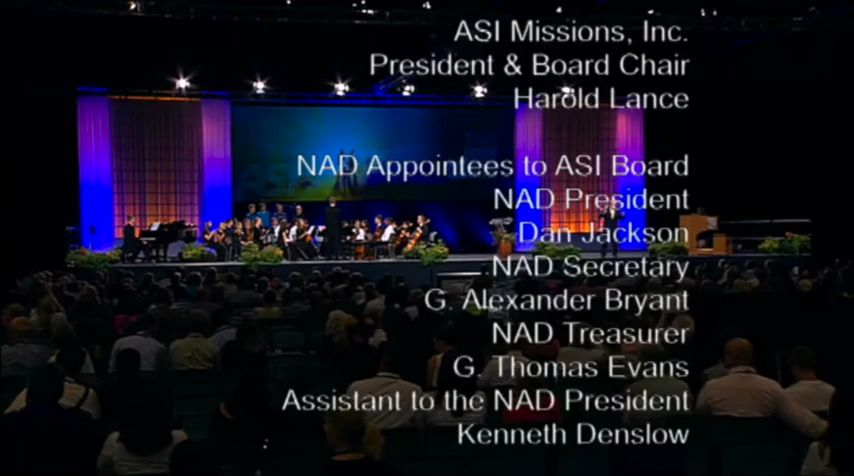 ASI Missions, Inc.
President & Board Chair
Harold Lance
NAD Appointees to ASI Board
NAD President
Dan Jackson
NAD Secretary
G. Alexander Bryant
NAD Treasurer
G. Thomas Evans
Assistant to the NAD President
Kenneth Denslow